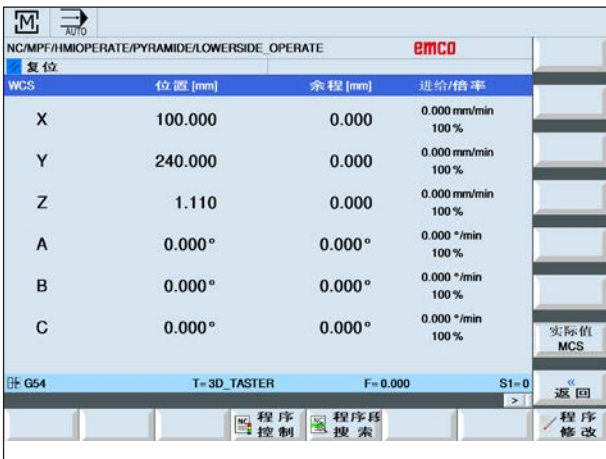 M AUTO
NC/MPF/HMIOPERATE/PYRAMIDE/LOWERSIDE_OPERATE emco
复位
WCS 位置 [mm] 余程 [mm] 进给/倍率
X 100.000 0.000 0.000 mm/min
100 %
Y 240.000 0.000 0.000 mm/min
100 %
Z 1.110 0.000 0.000 mm/min
100 %
A 0.000° 0.000° 0.000 °/min
100 %
B 0.000° 0.000° 0.000 °/min
100 %
C 0.000° 0.000° 0.000 °/min
100 %
实际值
MCS
G54 T= 3D_TASTER F= 0.000 S1= 0
«
返回
>
NC 程序
控制
NC 程序段
搜索
程序
修改